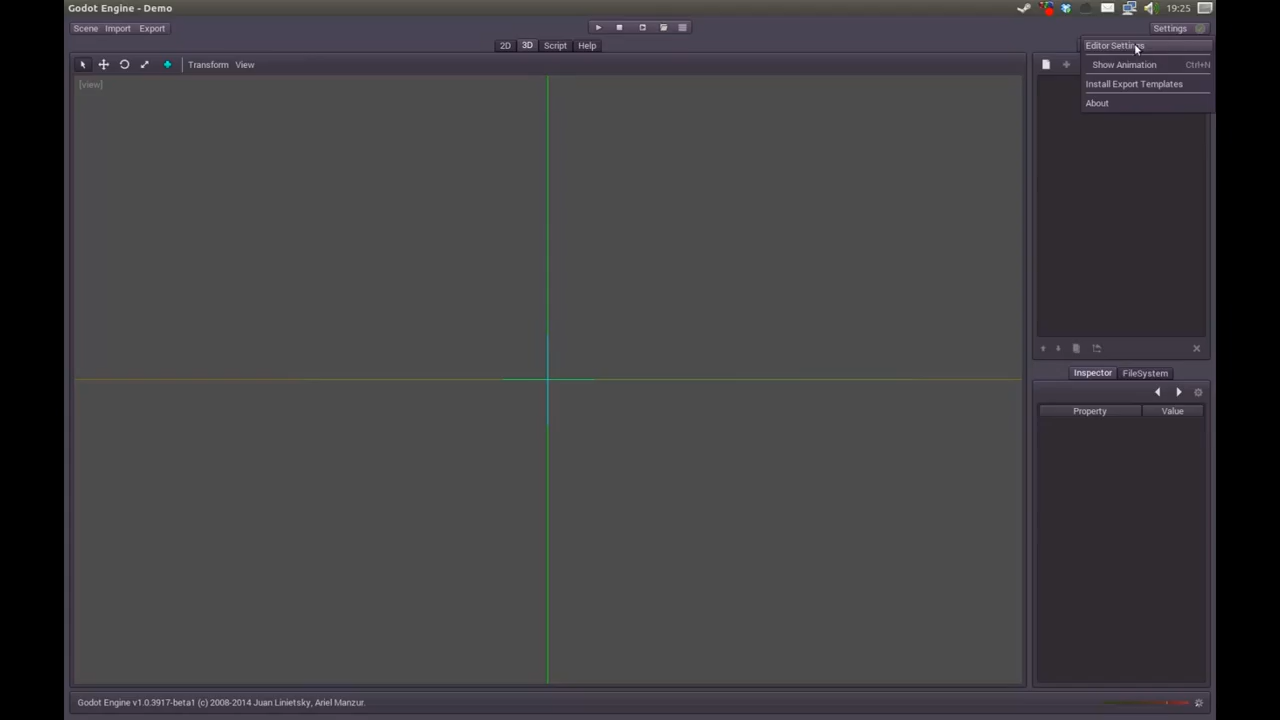 Godot Engine - Demo
19:25
Scene Import Export
Settings
2D 3D Script Help
Editor Settings
Transform View
Show Animation Ctrl+N
[view]
Install Export Templates
About
Inspector FileSystem
Property Value
Godot Engine v1.0.3917-beta1 (c) 2008-2014 Juan Linietsky, Ariel Manzur.